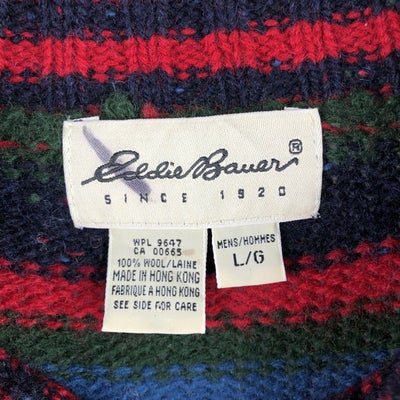 Eddie Bauer®
SINCE 1920
WPL 9647
CA 00665
100% WOOL/LAINE
MADE IN HONG KONG
FABRIQUE A HONG KONG
SEE SIDE FOR CARE
MENS/HOMMES
L/G